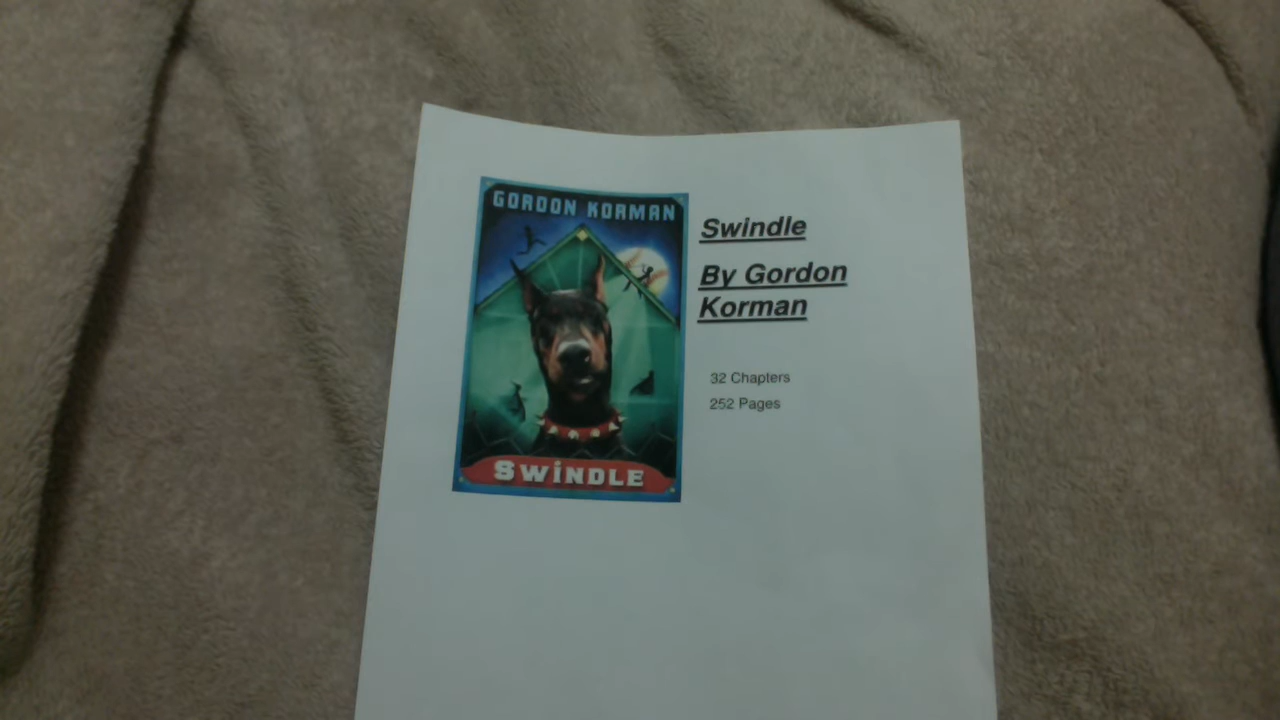 GORDON KORMAN
SWiNDLE
Swindle
By Gordon
Korman
32 Chapters
252 Pages